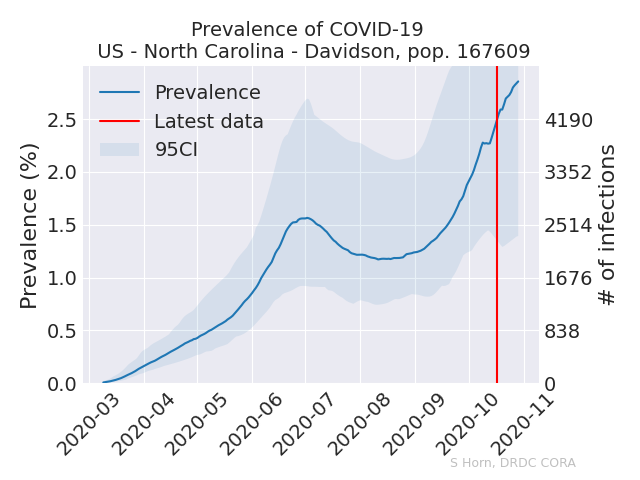 Prevalence of COVID-19
US - North Carolina - Davidson, pop. 167609
Prevalence
Latest data
95CI
Prevalence (%)
2.5
2.0
1.5
1.0
0.5
0.0
4190
3352
2514
1676
838
0
# of infections
2020-03
2020-04
2020-05
2020-06
2020-07
2020-08
2020-09
2020-10
2020-11
S Horn, DRDC CORA